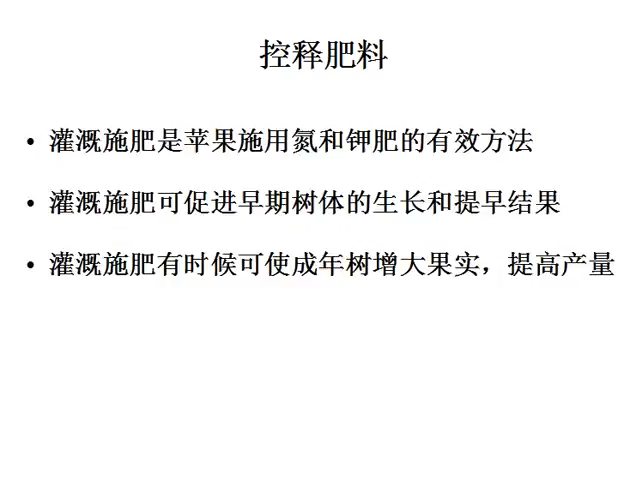 控释肥料
• 灌溉施肥是苹果施用氮和钾肥的有效方法
• 灌溉施肥可促进早期树体的生长和提早结果
• 灌溉施肥有时候可使成年树增大果实，提高产量